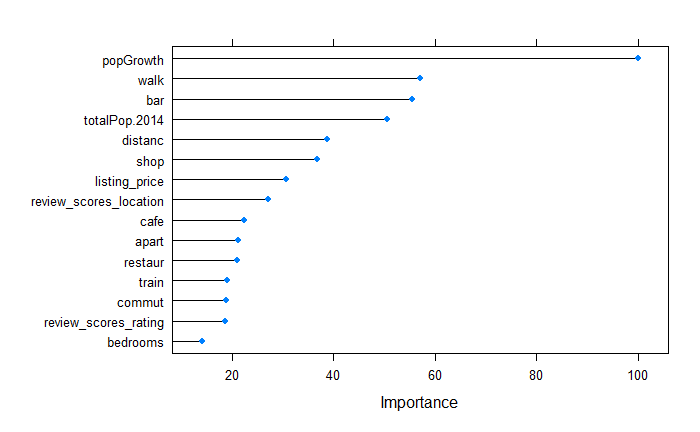 popGrowth
walk
bar
totalPop.2014
distanc
shop
listing_price
review_scores_location
cafe
apart
restaur
train
commut
review_scores_rating
bedrooms
20 40 60 80 100
Importance